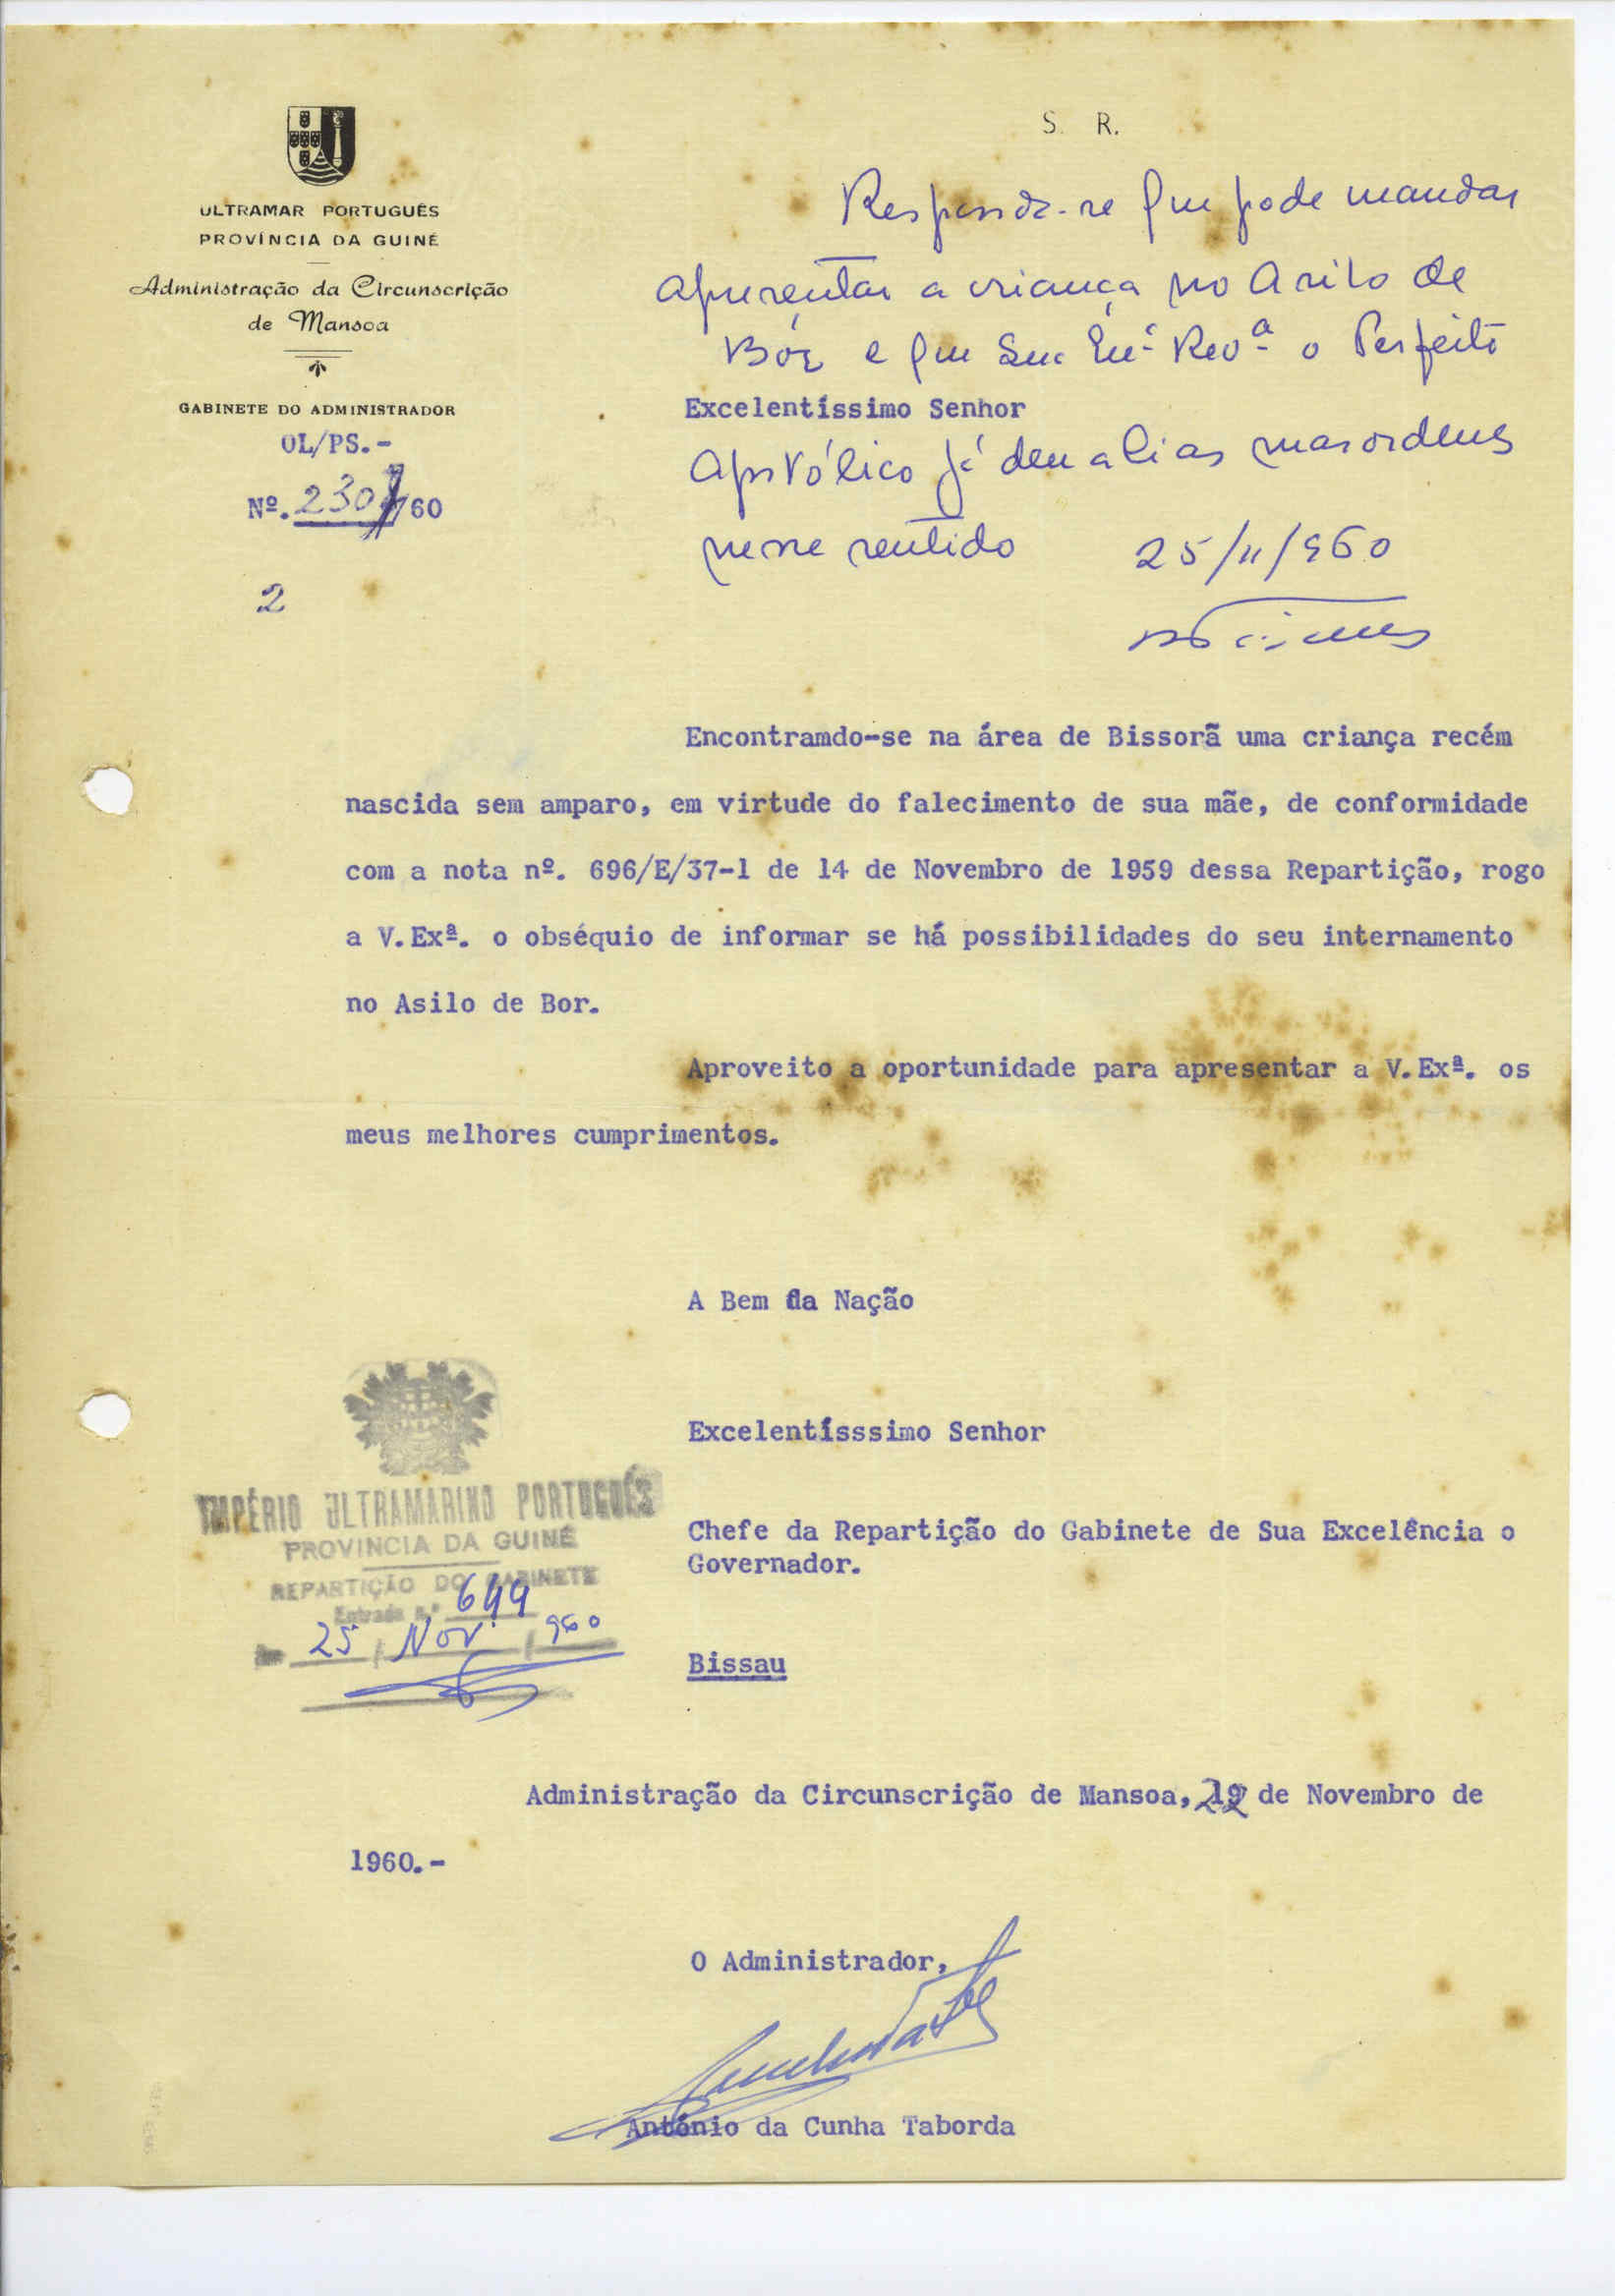 S. R.
ULTRAMAR PORTUGUÊS
PROVÍNCIA DA GUINÉ
Administração da Circunscrição
de Mansoa
GABINETE DO ADMINISTRADOR
OL/PS.-
Nº. 2307/60
2
Responda-se que pode mandar
apresentar a criança no Asilo de
Bór e que Sua Revª o Perfeito
Excelentíssimo Senhor
Apostólico já deu aliás ordens
nesse sentido 25/11/960
Encontramdo-se na área de Bissorã uma criança recém
nascida sem amparo, em virtude do falecimento de sua mãe, de conformidade
com a nota nº. 696/E/37-1 de 14 de Novembro de 1959 dessa Repartição, rogo
a V.Exª. o obséquio de informar se há possibilidades do seu internamento
no Asilo de Bor.
Aproveito a oportunidade para apresentar a V.Exª. os
meus melhores cumprimentos.
A Bem da Nação
Excelentísssimo Senhor
Chefe da Repartição do Gabinete de Sua Excelência o
Governador.
Bissau
IMPÉRIO ULTRAMARINO PORTUGUÊS
PROVINCIA DA GUINÉ
REPARTIÇÃO DO GABINETE
Entrada n.º 699
25 / Nov. / 960
Administração da Circunscrição de Mansoa, 22 de Novembro de
1960.-
O Administrador,
António da Cunha Taborda